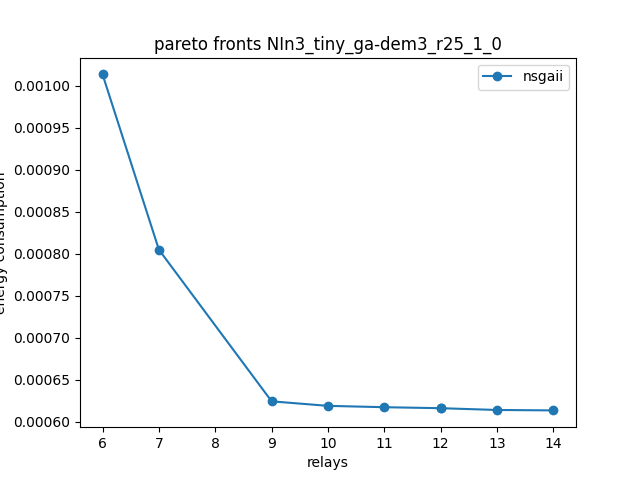 pareto fronts NIn3_tiny_ga-dem3_r25_1_0
nsgaii
0.00100
0.00095
0.00090
0.00085
0.00080
0.00075
0.00070
0.00065
0.00060
energy consumption
6 7 8 9 10 11 12 13 14
relays